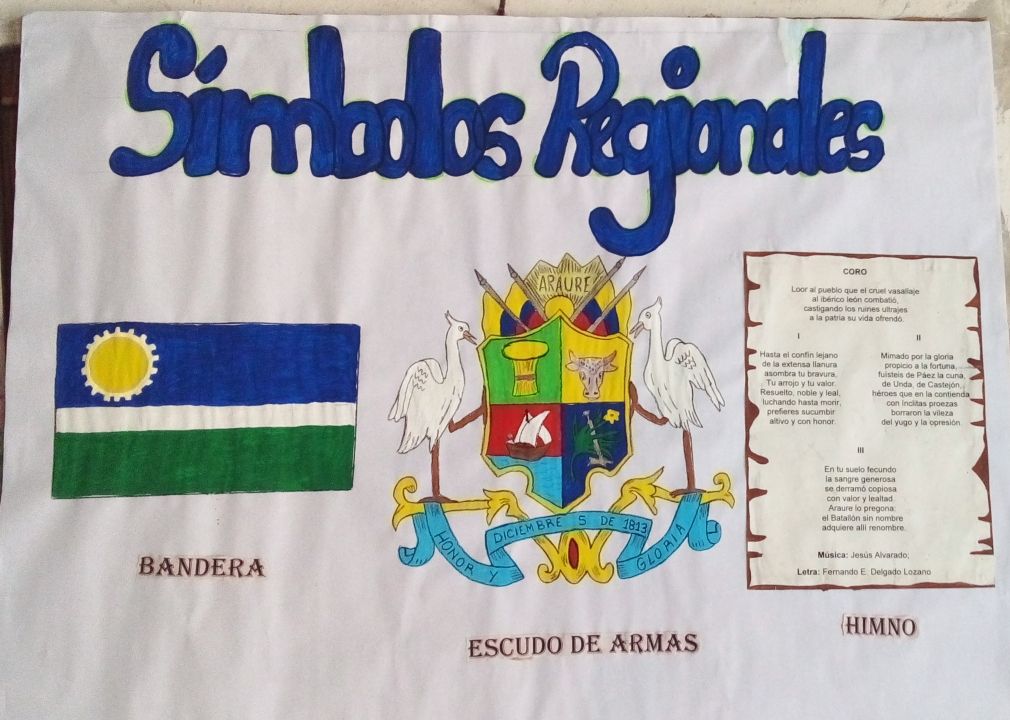 Símbolos Regionales
ARAURE
DICIEMBRE 5 DE 1813
HONOR Y
GLORIA
BANDERA
ESCUDO DE ARMAS
CORO
Loor al pueblo que el cruel vasallaje
al ibérico león combatió,
castigando los ruines ultrajes
a la patria su vida ofrendó.
I
Hasta el confín lejano
de la extensa llanura
asombra tu bravura,
Tu arrojo y tu valor.
Resuelto, noble y leal,
luchando hasta morir,
prefieres sucumbir
altivo y con honor.
II
Mimado por la gloria
propicio a la fortuna,
fuisteis de Páez la cuna,
de Unda, de Castejón,
héroes que en la contienda
con ínclitas proezas
borraron la vileza
del yugo y la opresión.
III
En tu suelo fecundo
la sangre generosa
se derramó copiosa
con valor y lealtad.
Araure lo pregona:
el Batallón sin nombre
adquiere allí renombre.
Música: Jesús Alvarado;
Letra: Fernando E. Delgado Lozano
HIMNO